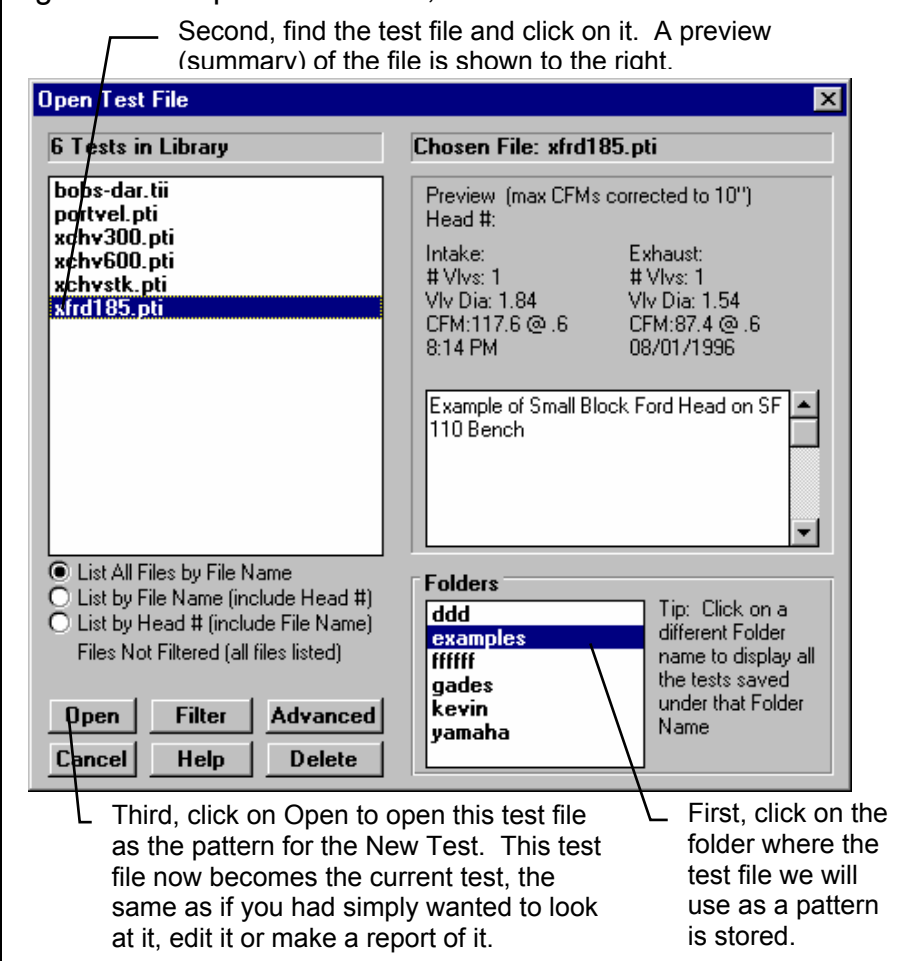 Second, find the test file and click on it.  A preview
(summary) of the file is shown to the right.
Open Test File
6 Tests in Library
bobs-dar.tii
portvel.pti
xchv300.pti
xchv600.pti
xchvstk.pti
xfrd185.pti
List All Files by File Name
List by File Name (include Head #)
List by Head # (include File Name)
Files Not Filtered (all files listed)
Open Filter Advanced
Cancel Help Delete
Chosen File: xfrd185.pti
Preview  (max CFMs corrected to 10")
Head #:
Intake: Exhaust:
# Vlvs: 1 # Vlvs: 1
Vlv Dia: 1.84 Vlv Dia: 1.54
CFM:117.6 @ .6 CFM:87.4 @ .6
8:14 PM 08/01/1996
Example of Small Block Ford Head on SF
110 Bench
Folders
ddd
examples
ffffff
gades
kevin
yamaha
Tip:  Click on a
different Folder
name to display all
the tests saved
under that Folder
Name
Third, click on Open to open this test file
as the pattern for the New Test.  This test
file now becomes the current test, the
same as if you had simply wanted to look
at it, edit it or make a report of it.
First, click on the
folder where the
test file we will
use as a pattern
is stored.